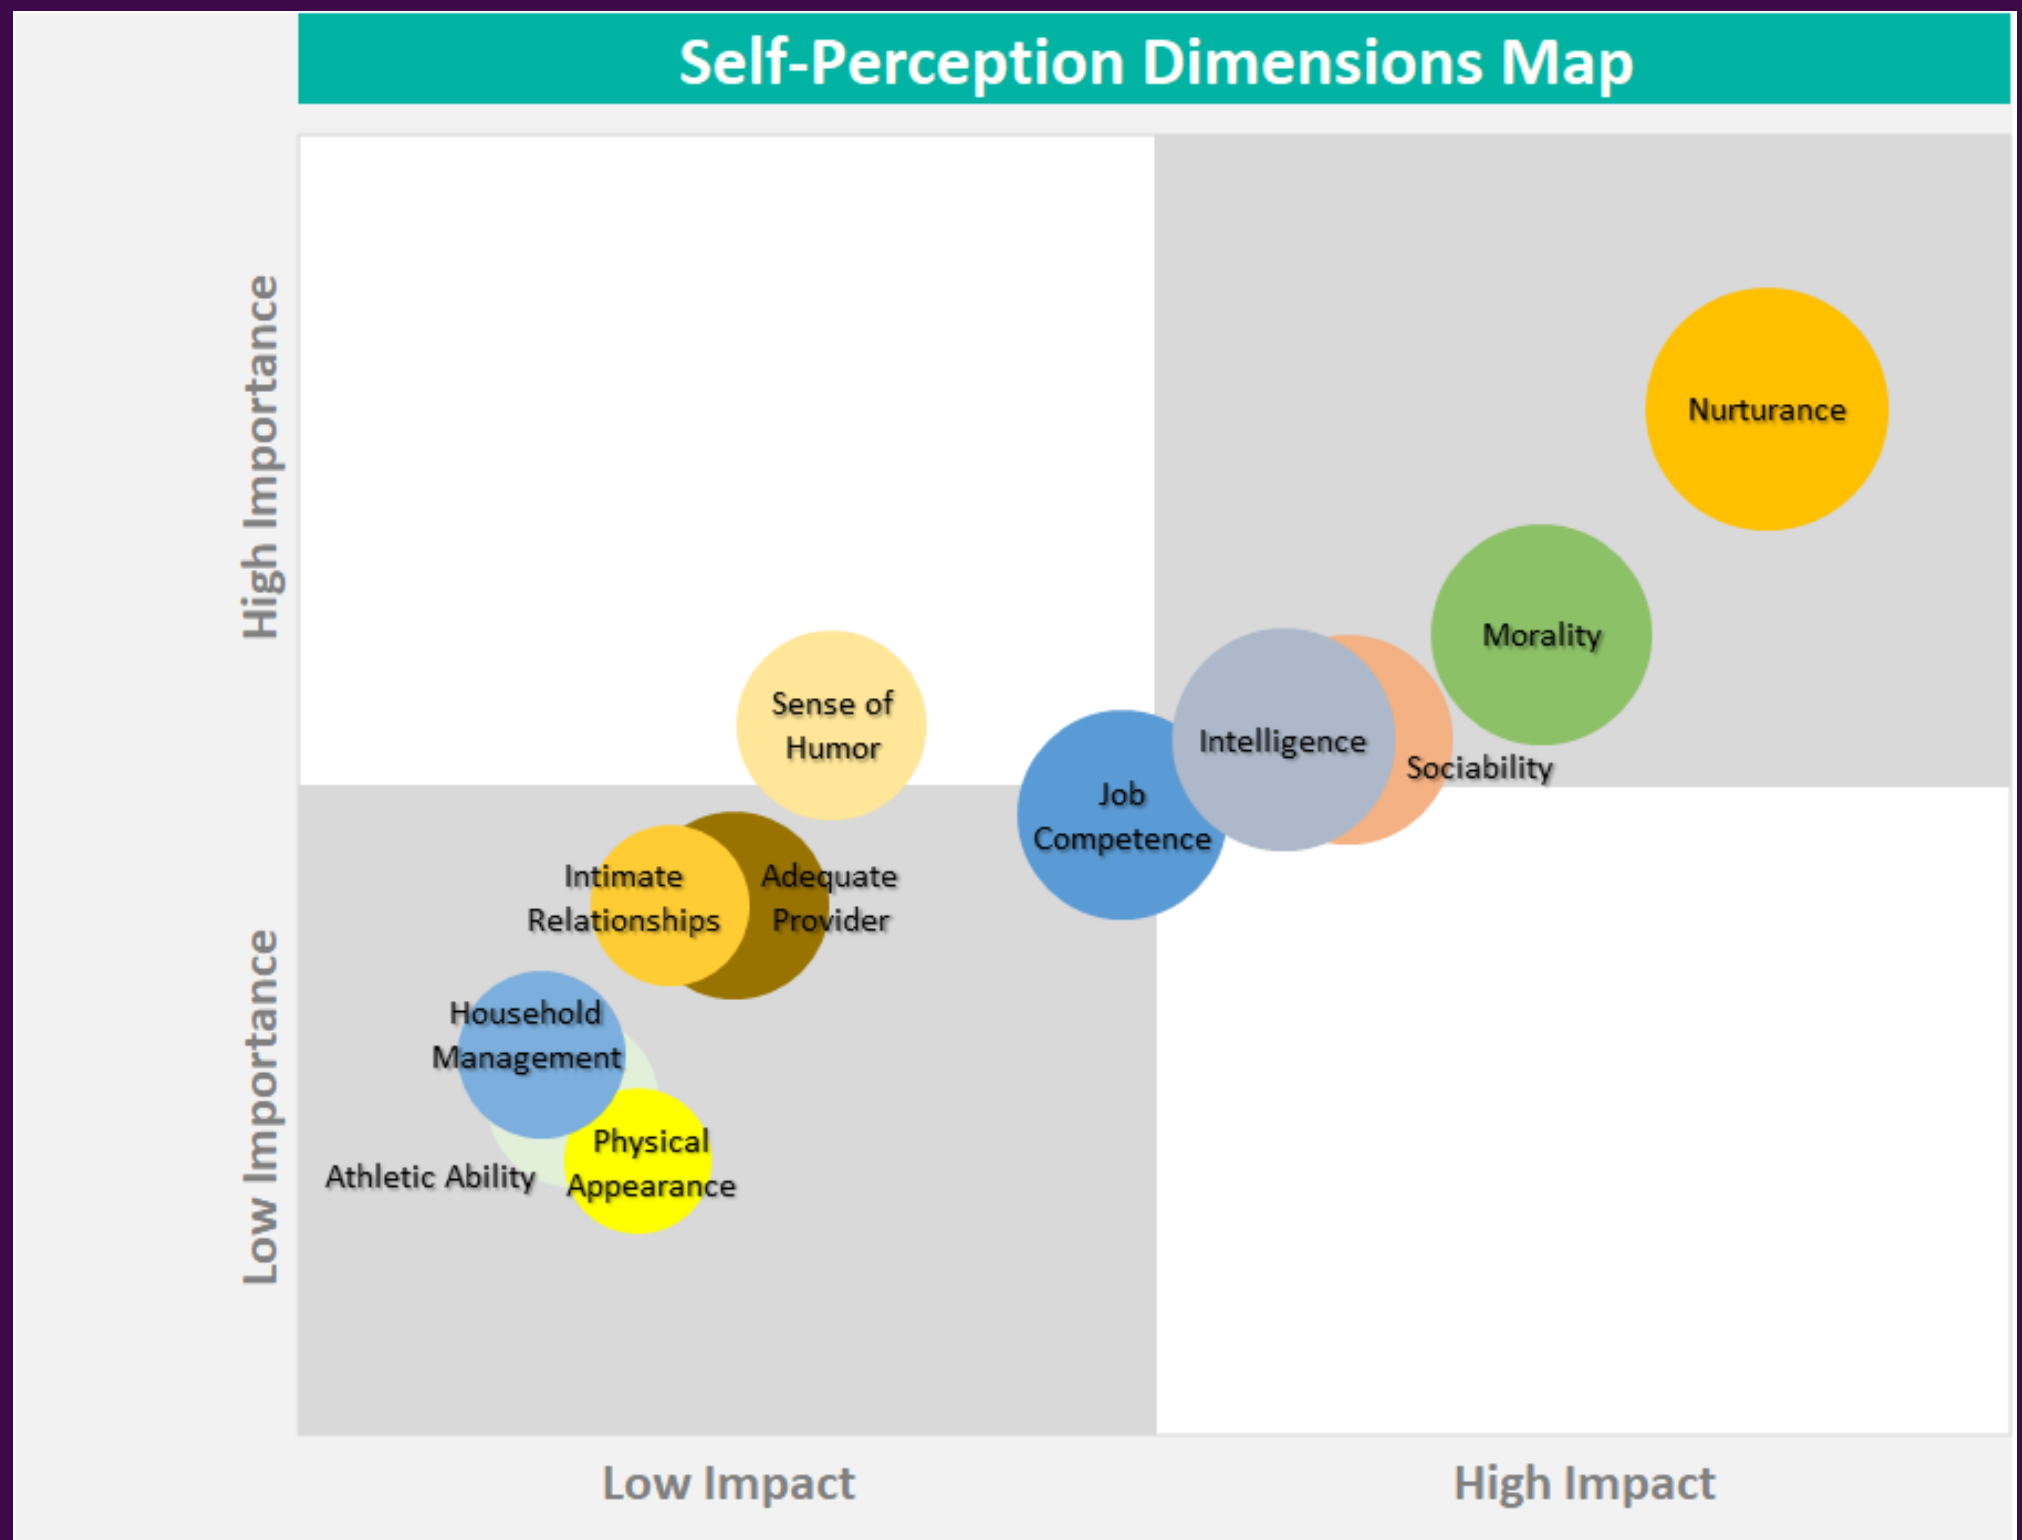 Self-Perception Dimensions Map
High Importance
Low Importance
Nurturance
Morality
Sense of
Humor
Intelligence
Sociability
Job
Competence
Intimate
Relationships
Adequate
Provider
Household
Management
Physical
Appearance
Athletic Ability
Low Impact
High Impact